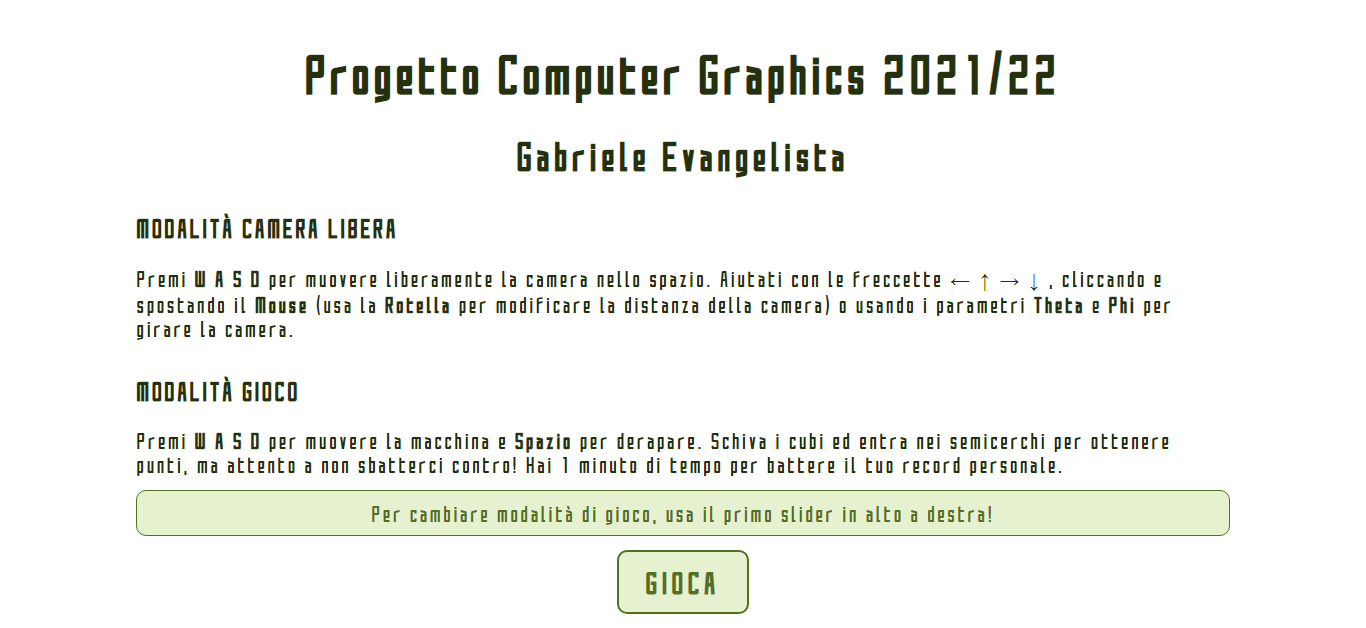 Progetto Computer Graphics 2021/22
Gabriele Evangelista
MODALITÀ CAMERA LIBERA
Premi W A S D per muovere liberamente la camera nello spazio. Aiutati con le freccette ← ↑ → ↓ , cliccando e
spostando il Mouse (usa la Rotella per modificare la distanza della camera) o usando i parametri Theta e Phi per
girare la camera.
MODALITÀ GIOCO
Premi W A S D per muovere la macchina e Spazio per derapare. Schiva i cubi ed entra nei semicerchi per ottenere
punti, ma attento a non sbatterci contro! Hai 1 minuto di tempo per battere il tuo record personale.
Per cambiare modalità di gioco, usa il primo slider in alto a destra!
GIOCA